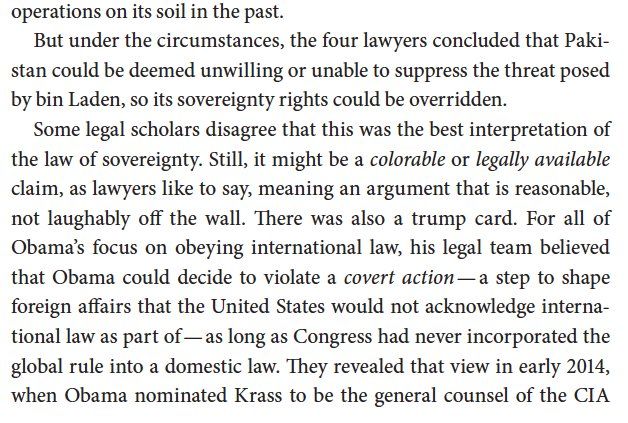 operations on its soil in the past.
But under the circumstances, the four lawyers concluded that Paki-
stan could be deemed unwilling or unable to suppress the threat posed
by bin Laden, so its sovereignty rights could be overridden.
Some legal scholars disagree that this was the best interpretation of
the law of sovereignty. Still, it might be a colorable or legally available
claim, as lawyers like to say, meaning an argument that is reasonable,
not laughably off the wall. There was also a trump card. For all of
Obama’s focus on obeying international law, his legal team believed
that Obama could decide to violate a covert action—a step to shape
foreign affairs that the United States would not acknowledge interna-
tional law as part of—as long as Congress had never incorporated the
global rule into a domestic law. They revealed that view in early 2014,
when Obama nominated Krass to be the general counsel of the CIA